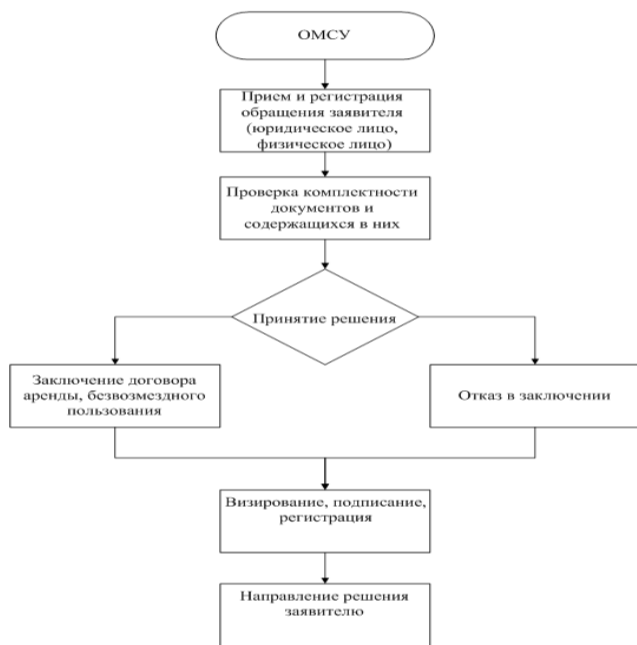 ОМСУ
Прием и регистрация
обращения заявителя
(юридическое лицо,
физическое лицо)
Проверка комплектности
документов и
содержащихся в них
Принятие решения
Заключение договора
аренды, безвозмездного
пользования
Отказ в заключении
Визирование, подписание,
регистрация
Направление решения
заявителю